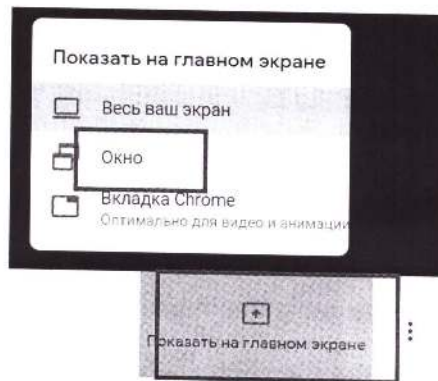 Показать на главном экране
Весь ваш экран
Окно
Вкладка Chrome
Оптимально для видео и анимации
Показать на главном экране